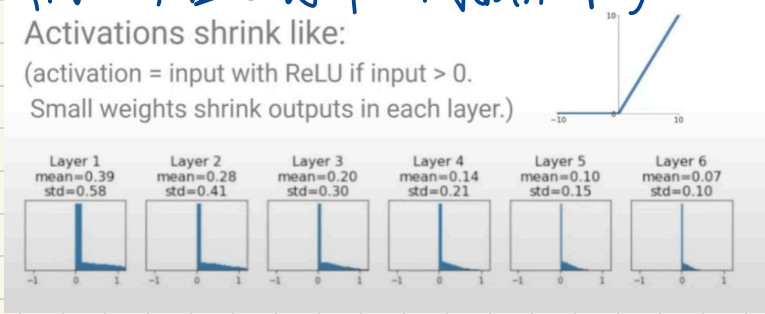 Activations shrink like:
(activation = input with ReLU if input > 0.
Small weights shrink outputs in each layer.)
10
0
-10 10
Layer 1 Layer 2 Layer 3 Layer 4 Layer 5 Layer 6
mean=0.39 mean=0.28 mean=0.20 mean=0.14 mean=0.10 mean=0.07
std=0.58 std=0.41 std=0.30 std=0.21 std=0.15 std=0.10
-1 0 1 -1 0 1 -1 0 1 -1 0 1 -1 0 1 -1 0 1